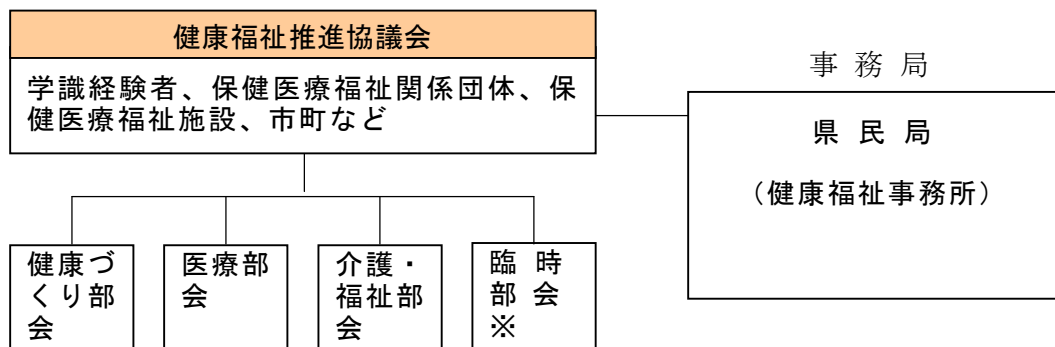 健康福祉推進協議会
学識経験者、保健医療福祉関係団体、保
健医療福祉施設、市町など
事 務 局
県 民 局
（健康福祉事務所）
健康づ
くり部
会
医療部
会
介護・
福祉部
会
臨 時
部 会
※